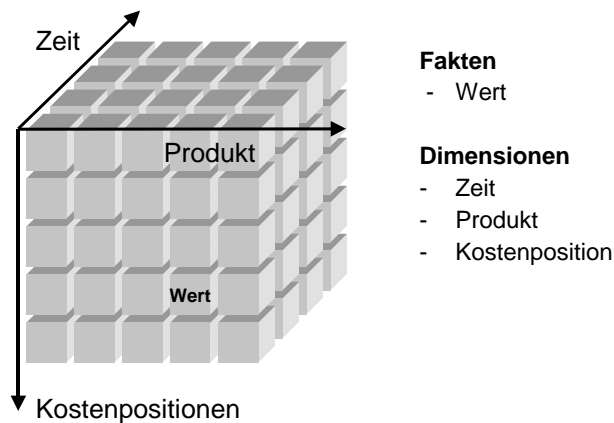 Zeit
Produkt
Wert
Kostenpositionen
Fakten
- Wert
Dimensionen
- Zeit
- Produkt
- Kostenposition